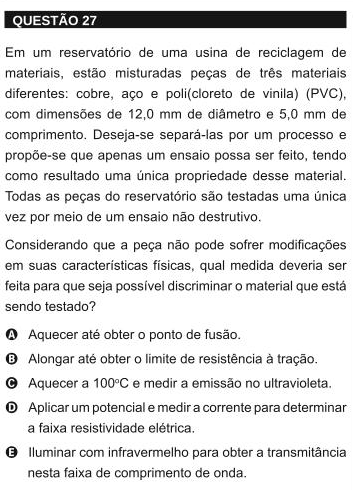 QUESTÃO 27
Em um reservatório de uma usina de reciclagem de
materiais, estão misturadas peças de três materiais
diferentes: cobre, aço e poli(cloreto de vinila) (PVC),
com dimensões de 12,0 mm de diâmetro e 5,0 mm de
comprimento. Deseja-se separá-las por um processo e
propõe-se que apenas um ensaio possa ser feito, tendo
como resultado uma única propriedade desse material.
Todas as peças do reservatório são testadas uma única
vez por meio de um ensaio não destrutivo.
Considerando que a peça não pode sofrer modificações
em suas características físicas, qual medida deveria ser
feita para que seja possível discriminar o material que está
sendo testado?
A Aquecer até obter o ponto de fusão.
B Alongar até obter o limite de resistência à tração.
C Aquecer a 100ºC e medir a emissão no ultravioleta.
D Aplicar um potencial e medir a corrente para determinar
a faixa resistividade elétrica.
E Iluminar com infravermelho para obter a transmitância
nesta faixa de comprimento de onda.